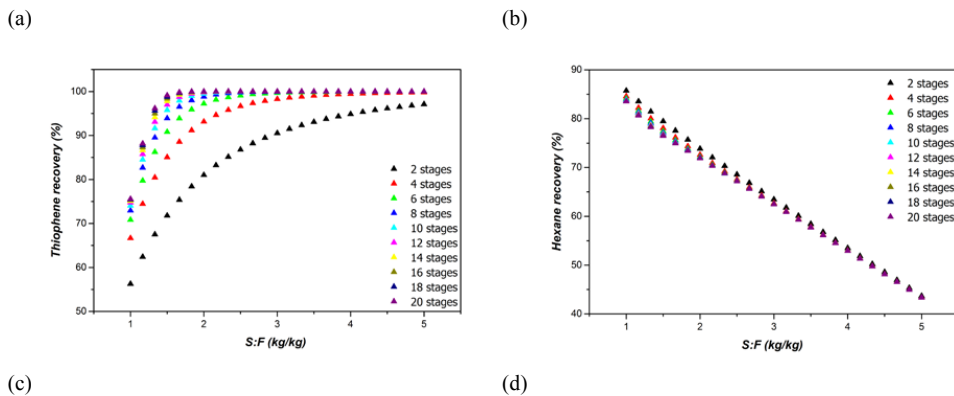 (a)
(b)
Thiophene recovery (%)
100
90
80
70
60
50
1
2
3
4
5
S:F (kg/kg)
2 stages
4 stages
6 stages
8 stages
10 stages
12 stages
14 stages
16 stages
18 stages
20 stages
Hexane recovery (%)
90
80
70
60
50
40
1
2
3
4
5
S:F (kg/kg)
2 stages
4 stages
6 stages
8 stages
10 stages
12 stages
14 stages
16 stages
18 stages
20 stages
(c)
(d)